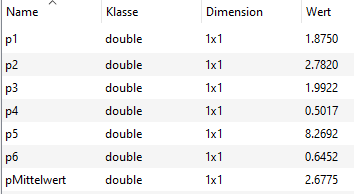 Name Klasse Dimension Wert
p1 double 1x1 1.8750
p2 double 1x1 2.7820
p3 double 1x1 1.9922
p4 double 1x1 0.5017
p5 double 1x1 8.2692
p6 double 1x1 0.6452
pMittelwert double 1x1 2.6775